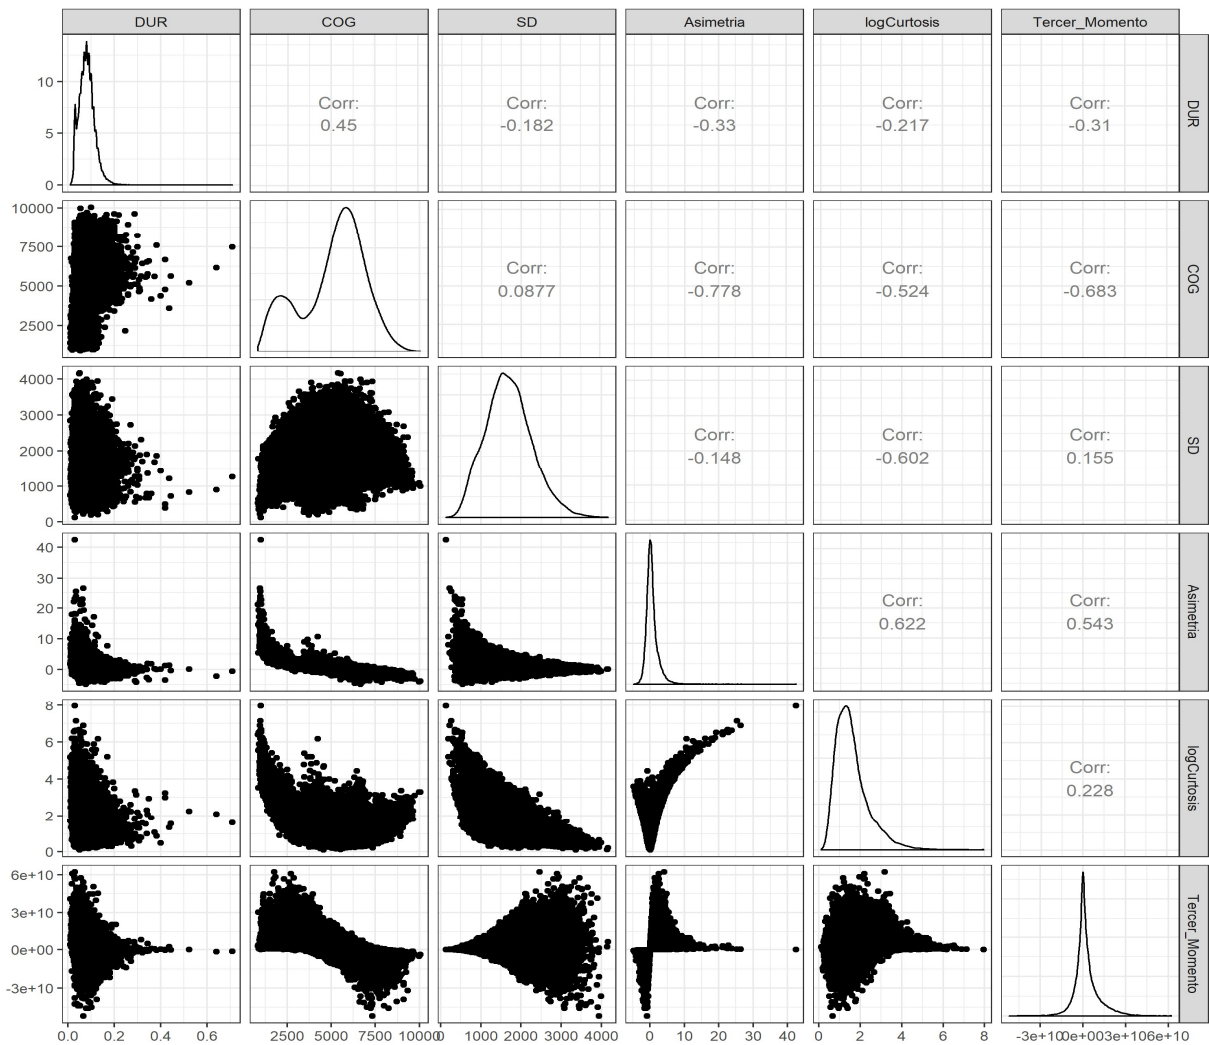 DUR COG SD Asimetria logCurtosis Tercer_Momento
10
5
0
Corr:
0.45
Corr:
-0.182
Corr:
-0.33
Corr:
-0.217
Corr:
-0.31
DUR
10000
7500
5000
2500
Corr:
0.0877
Corr:
-0.778
Corr:
-0.524
Corr:
-0.683
COG
4000
3000
2000
1000
0
Corr:
-0.148
Corr:
-0.602
Corr:
0.155
SD
40
30
20
10
0
Corr:
0.622
Corr:
0.543
Asimetria
8
6
4
2
0
Corr:
0.228
logCurtosis
6e+10
3e+10
0e+00
-3e+10
Tercer_Momento
0.0 0.2 0.4 0.6 2500 5000 7500 10000 0 1000 2000 3000 4000 0 10 20 30 40 0 2 4 6 8 -3e+10 0e+00 3e+10 6e+10